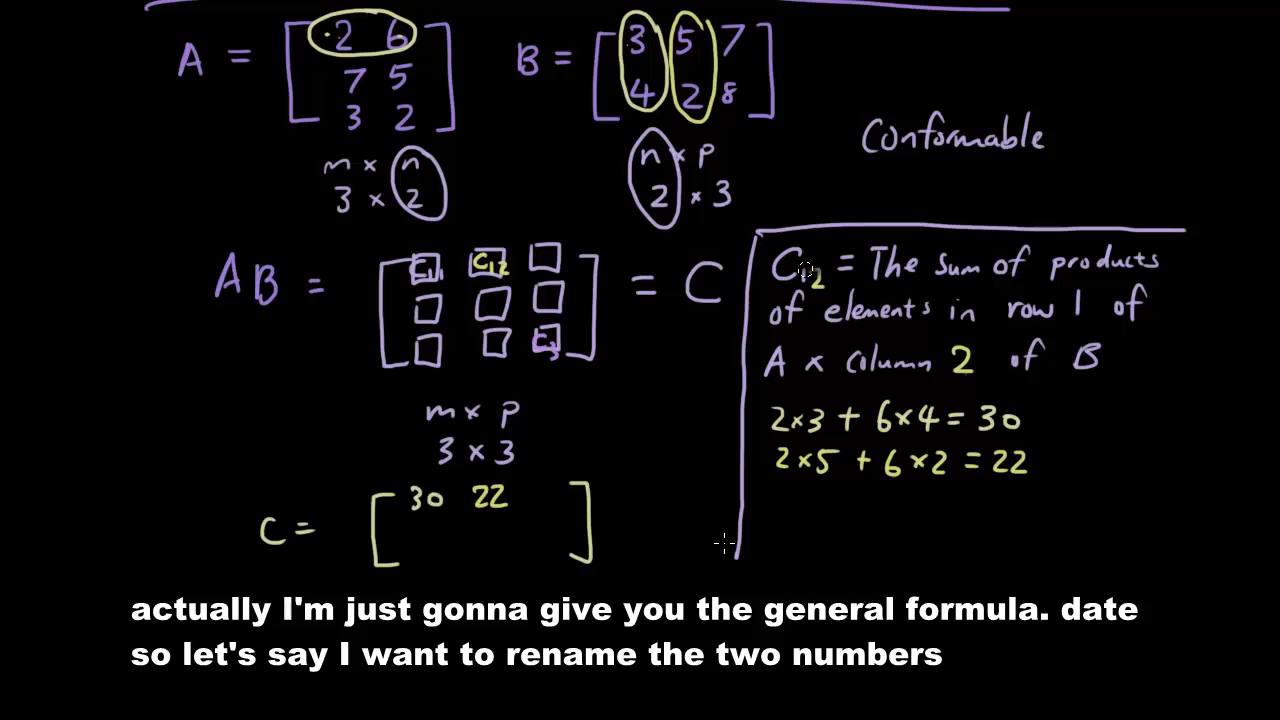 A = [ 2 6 B = [ 3 5 7
7 5 4 2 8
3 2 ] ]
Conformable
m × n n × p
3 × 2 2 × 3
AB = [ C11 C12 ] = C
C12 = The sum of products
of elements in row 1 of
A × column 2 of B
2×3 + 6×4 = 30
2×5 + 6×2 = 22
m × p
3 × 3
C = [ 30 22 ]
actually I'm just gonna give you the general formula. date
so let's say I want to rename the two numbers